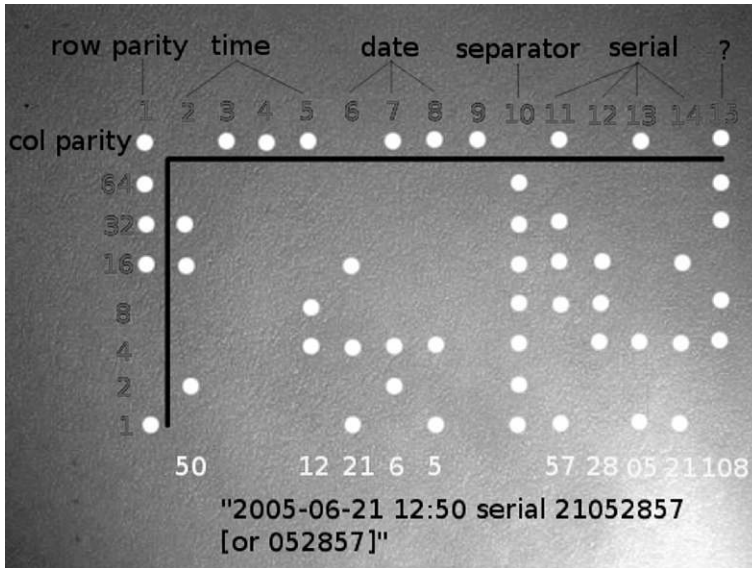 row parity time date separator serial ?
1 2 3 4 5 6 7 8 9 10 11 12 13 14 15
col parity
64
32
16
8
4
2
1
50 12 21 6 5 57 28 05 21 108
"2005-06-21 12:50 serial 21052857
[or 052857]"